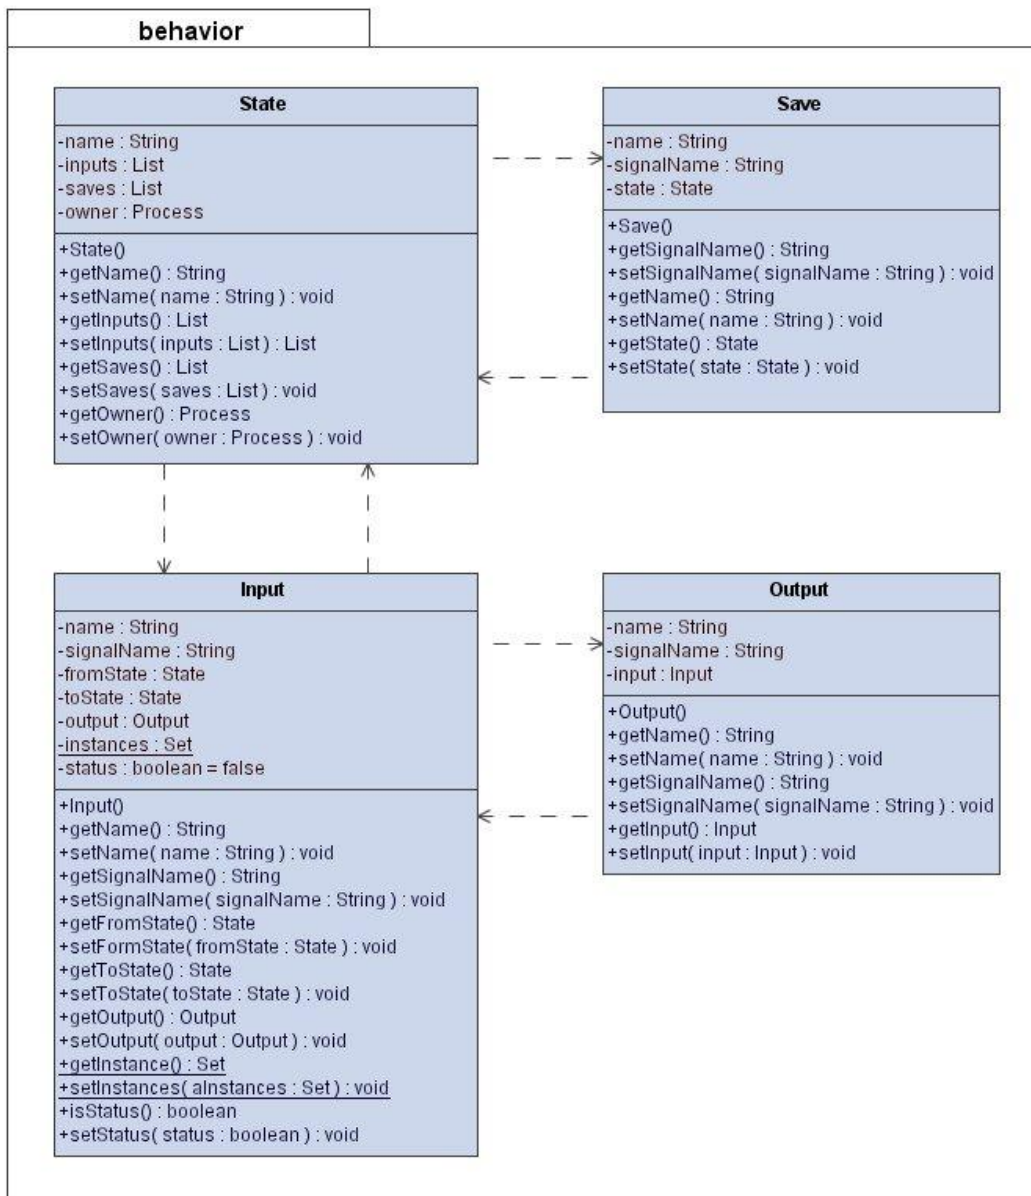 behavior
State
-name : String
-inputs : List
-saves : List
-owner : Process
+State()
+getName() : String
+setName( name : String ) : void
+getInputs() : List
+setInputs( inputs : List ) : List
+getSaves() : List
+setSaves( saves : List ) : void
+getOwner() : Process
+setOwner( owner : Process ) : void
Save
-name : String
-signalName : String
-state : State
+Save()
+getSignalName() : String
+setSignalName( signalName : String ) : void
+getName() : String
+setName( name : String ) : void
+getState() : State
+setState( state : State ) : void
Input
-name : String
-signalName : String
-fromState : State
-toState : State
-output : Output
-instances : Set
-status : boolean = false
+Input()
+getName() : String
+setName( name : String ) : void
+getSignalName() : String
+setSignalName( signalName : String ) : void
+getFromState() : State
+setFormState( fromState : State ) : void
+getToState() : State
+setToState( toState : State ) : void
+getOutput() : Output
+setOutput( output : Output ) : void
+getInstance() : Set
+setInstances( aInstances : Set ) : void
+isStatus() : boolean
+setStatus( status : boolean ) : void
Output
-name : String
-signalName : String
-input : Input
+Output()
+getName() : String
+setName( name : String ) : void
+getSignalName() : String
+setSignalName( signalName : String ) : void
+getInput() : Input
+setInput( input : Input ) : void